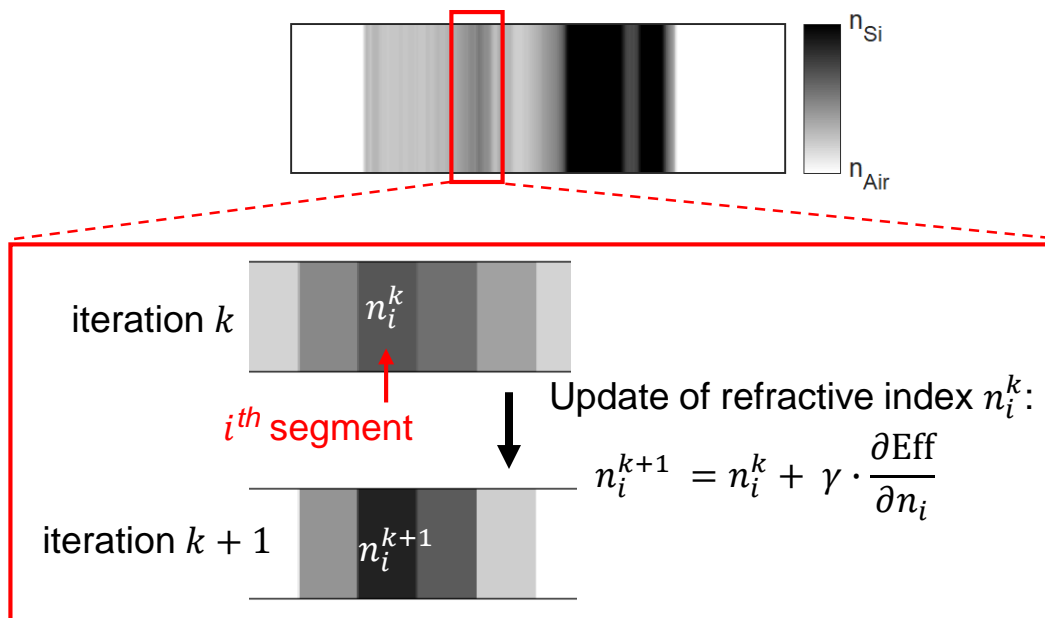 n_Si
n_Air
iteration k
n_i^k
i^th segment
Update of refractive index n_i^k:
n_i^{k+1} = n_i^k + γ · ∂Eff/∂n_i
iteration k + 1
n_i^{k+1}